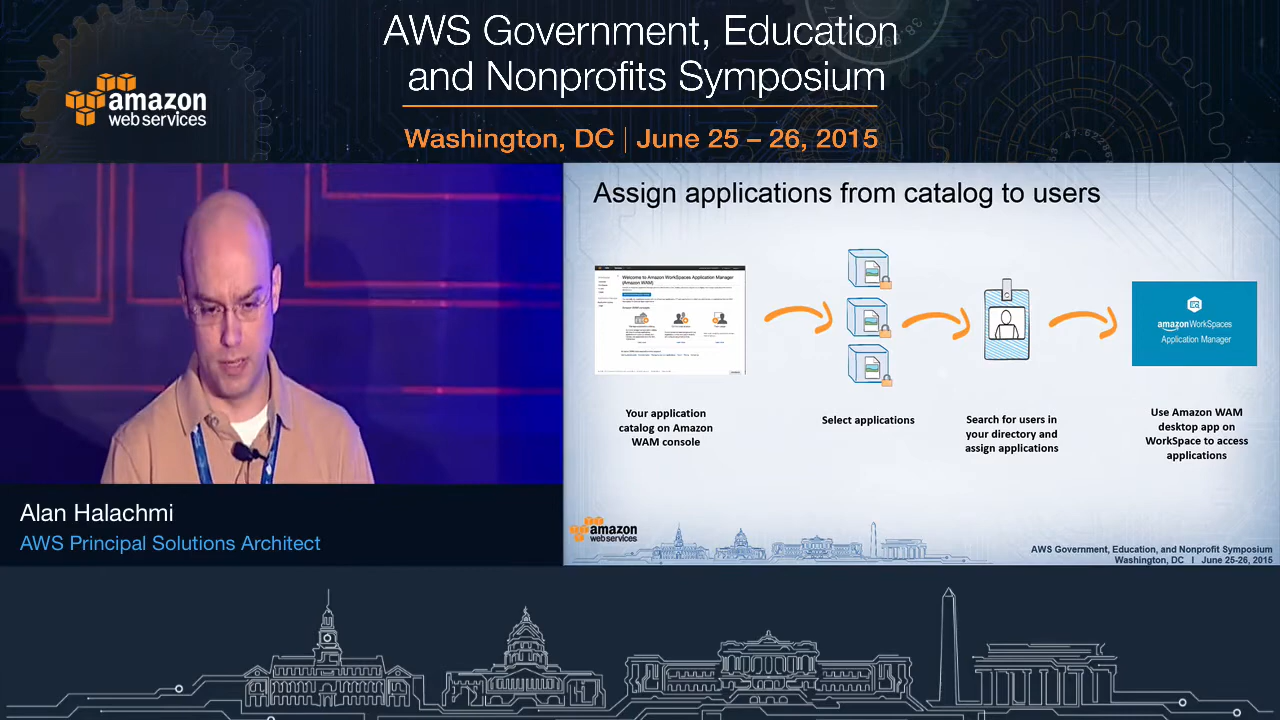 AWS Government, Education
and Nonprofits Symposium
amazon
web services
Washington, DC | June 25 – 26, 2015
Assign applications from catalog to users
Welcome to Amazon WorkSpaces Application Manager
(Amazon WAM)
amazon WorkSpaces
Application Manager
Your application
catalog on Amazon
WAM console
Select applications
Search for users in
your directory and
assign applications
Use Amazon WAM
desktop app on
WorkSpace to access
applications
Alan Halachmi
AWS Principal Solutions Architect
amazon
web services
AWS Government, Education, and Nonprofit Symposium
Washington, DC | June 25-26, 2015